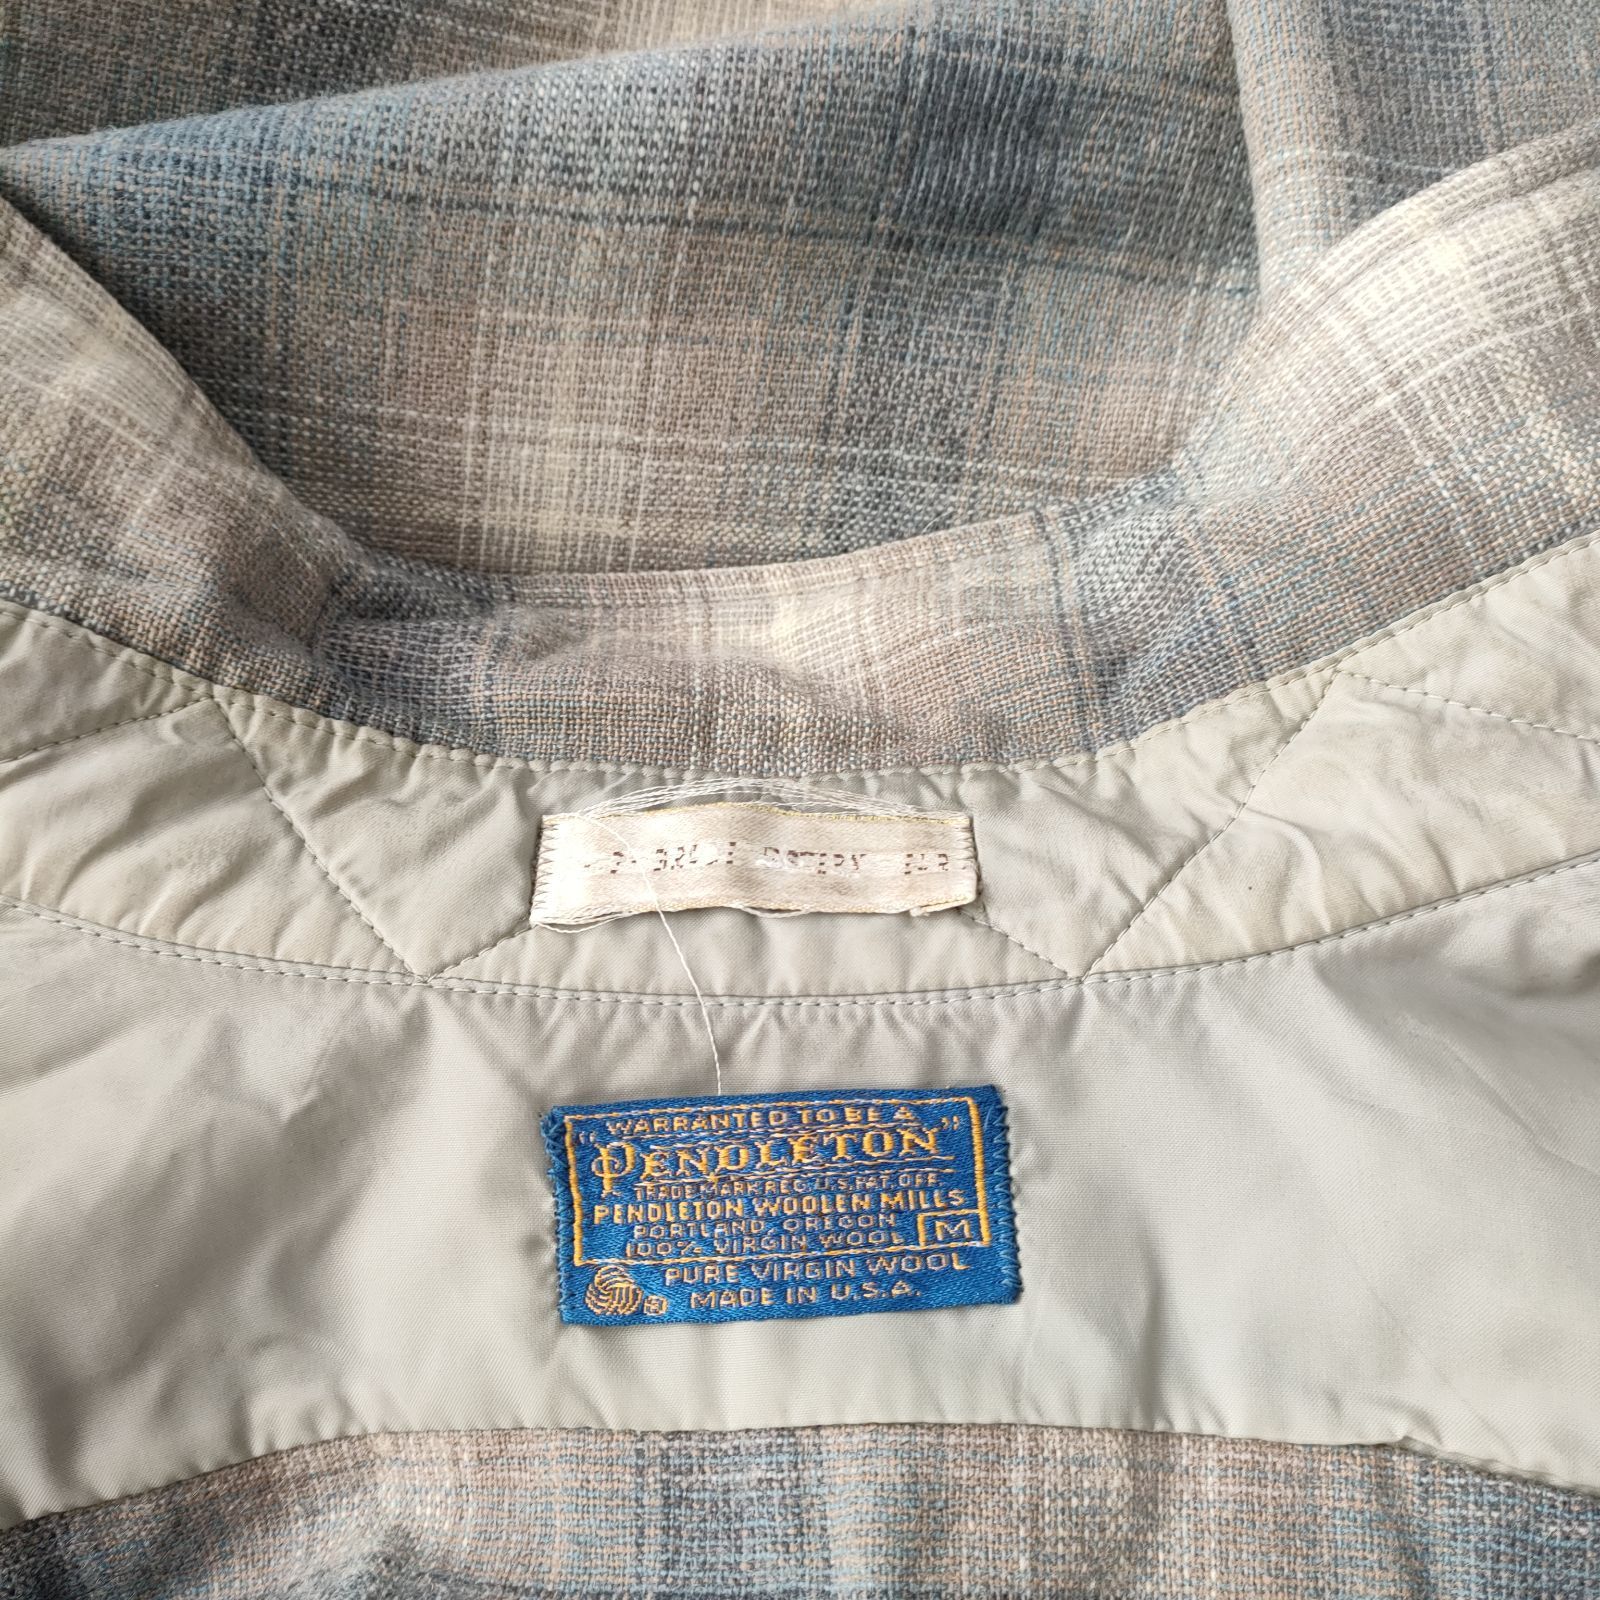 "WARRANTED TO BE A
PENDLETON"
TRADE MARK REG. U.S. PAT. OFF.
PENDLETON WOOLEN MILLS
PORTLAND, OREGON
100% VIRGIN WOOL M
PURE VIRGIN WOOL
® MADE IN U.S.A.